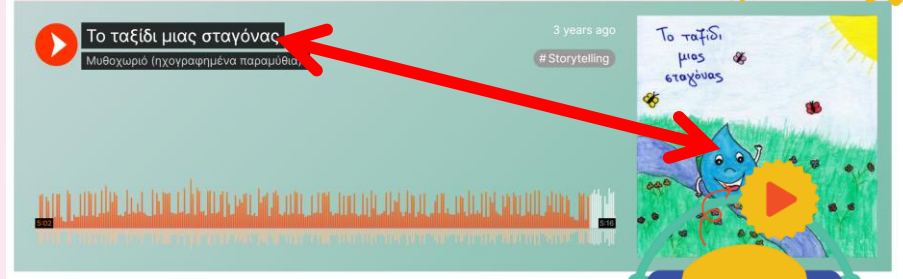 Το ταξίδι μιας σταγόνας
Μυθοχωριό (ηχογραφημένα παραμύθια)
3 years ago
# Storytelling
5:02
5:16
Το ταξίδι
μιας
σταγόνας